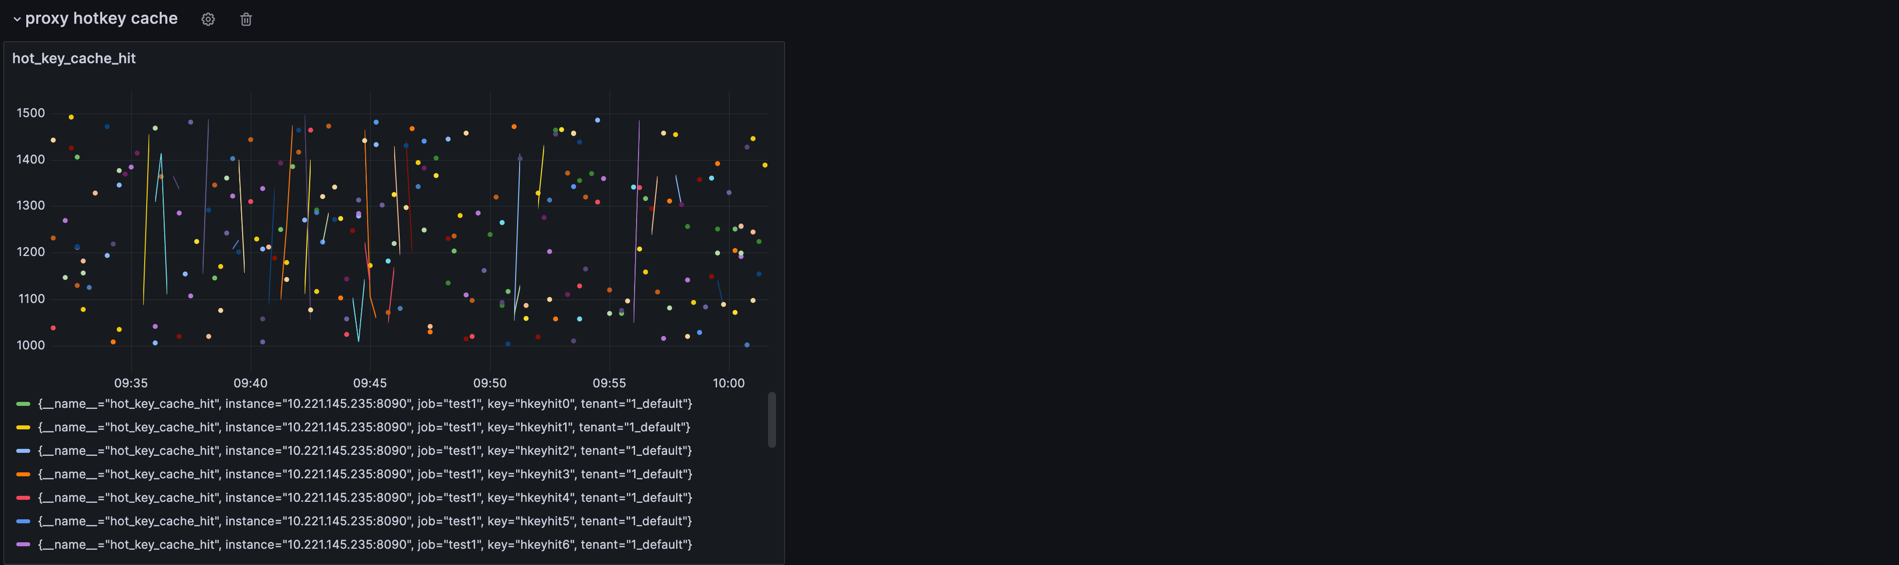 proxy hotkey cache
hot_key_cache_hit
1500
1400
1300
1200
1100
1000
09:35 09:40 09:45 09:50 09:55 10:00
{__name__="hot_key_cache_hit", instance="10.221.145.235:8090", job="test1", key="hkeyhit0", tenant="1_default"}
{__name__="hot_key_cache_hit", instance="10.221.145.235:8090", job="test1", key="hkeyhit1", tenant="1_default"}
{__name__="hot_key_cache_hit", instance="10.221.145.235:8090", job="test1", key="hkeyhit2", tenant="1_default"}
{__name__="hot_key_cache_hit", instance="10.221.145.235:8090", job="test1", key="hkeyhit3", tenant="1_default"}
{__name__="hot_key_cache_hit", instance="10.221.145.235:8090", job="test1", key="hkeyhit4", tenant="1_default"}
{__name__="hot_key_cache_hit", instance="10.221.145.235:8090", job="test1", key="hkeyhit5", tenant="1_default"}
{__name__="hot_key_cache_hit", instance="10.221.145.235:8090", job="test1", key="hkeyhit6", tenant="1_default"}